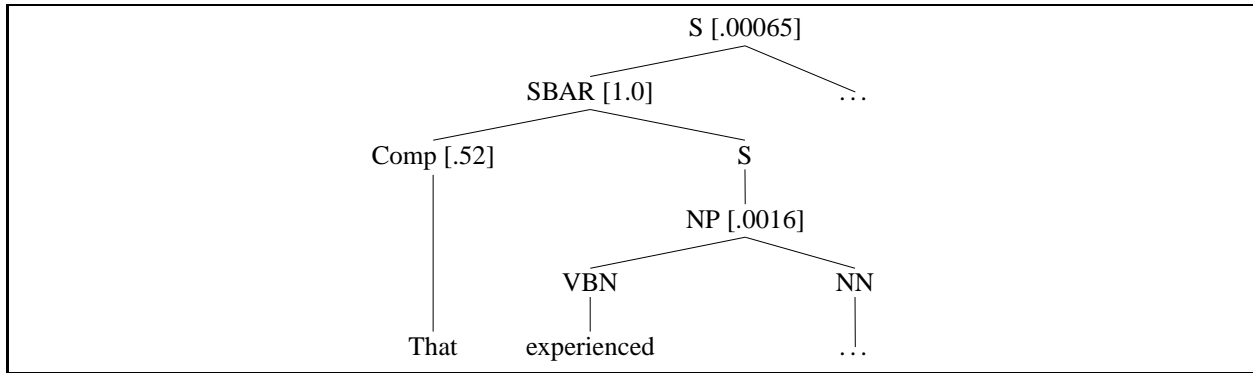 S [.00065]
SBAR [1.0] . . .
Comp [.52] S
NP [.0016]
VBN NN
That experienced . . .